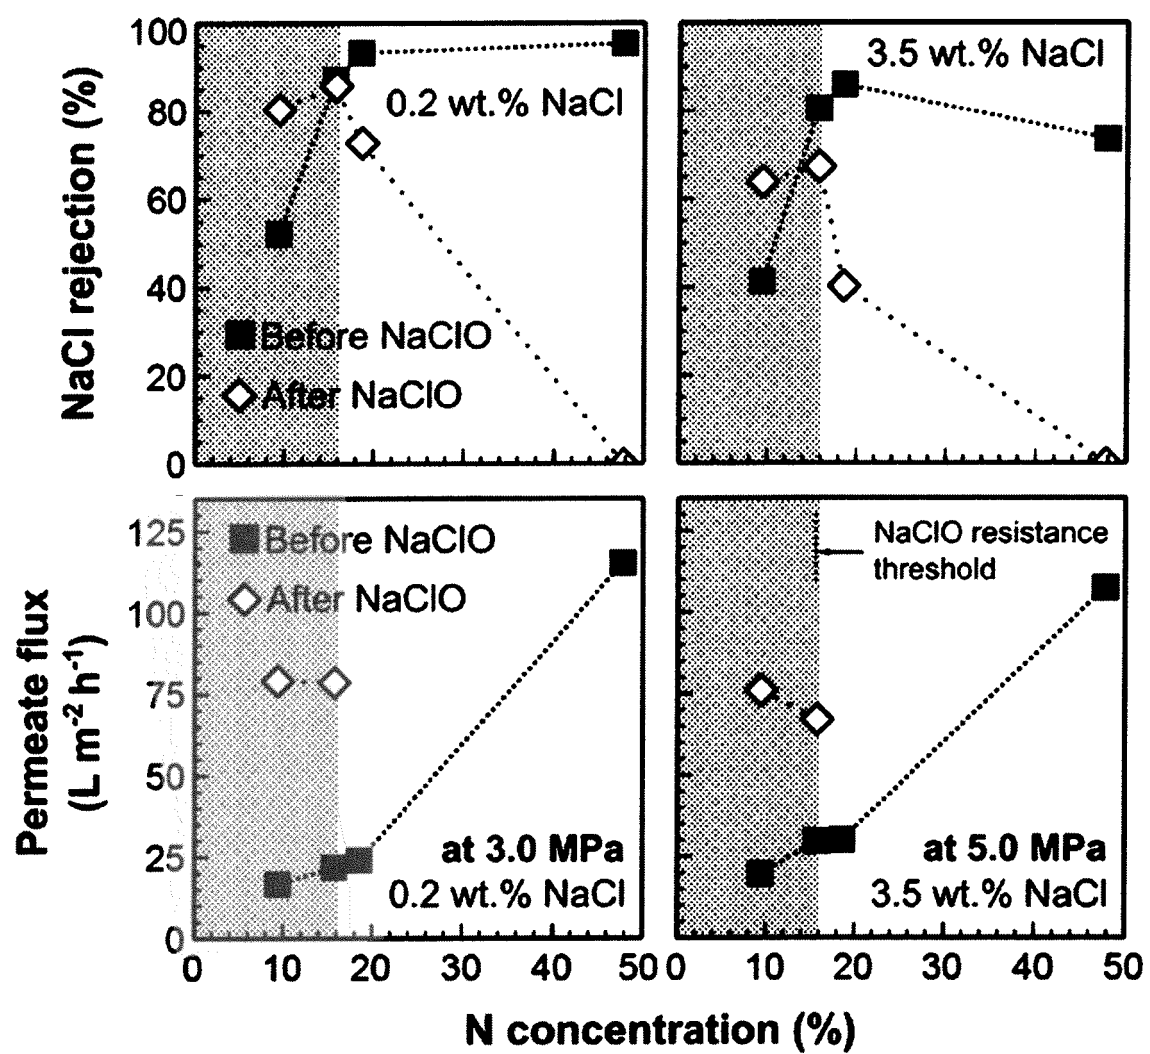 100
80
60
40
20
0
NaCl rejection (%)
0.2 wt.% NaCl
Before NaClO
After NaClO
3.5 wt.% NaCl
125
100
75
50
25
0
Permeate flux
(L m⁻² h⁻¹)
Before NaClO
After NaClO
at 3.0 MPa
0.2 wt.% NaCl
NaClO resistance
threshold
at 5.0 MPa
3.5 wt.% NaCl
0 10 20 30 40 50
0 10 20 30 40 50
N concentration (%)